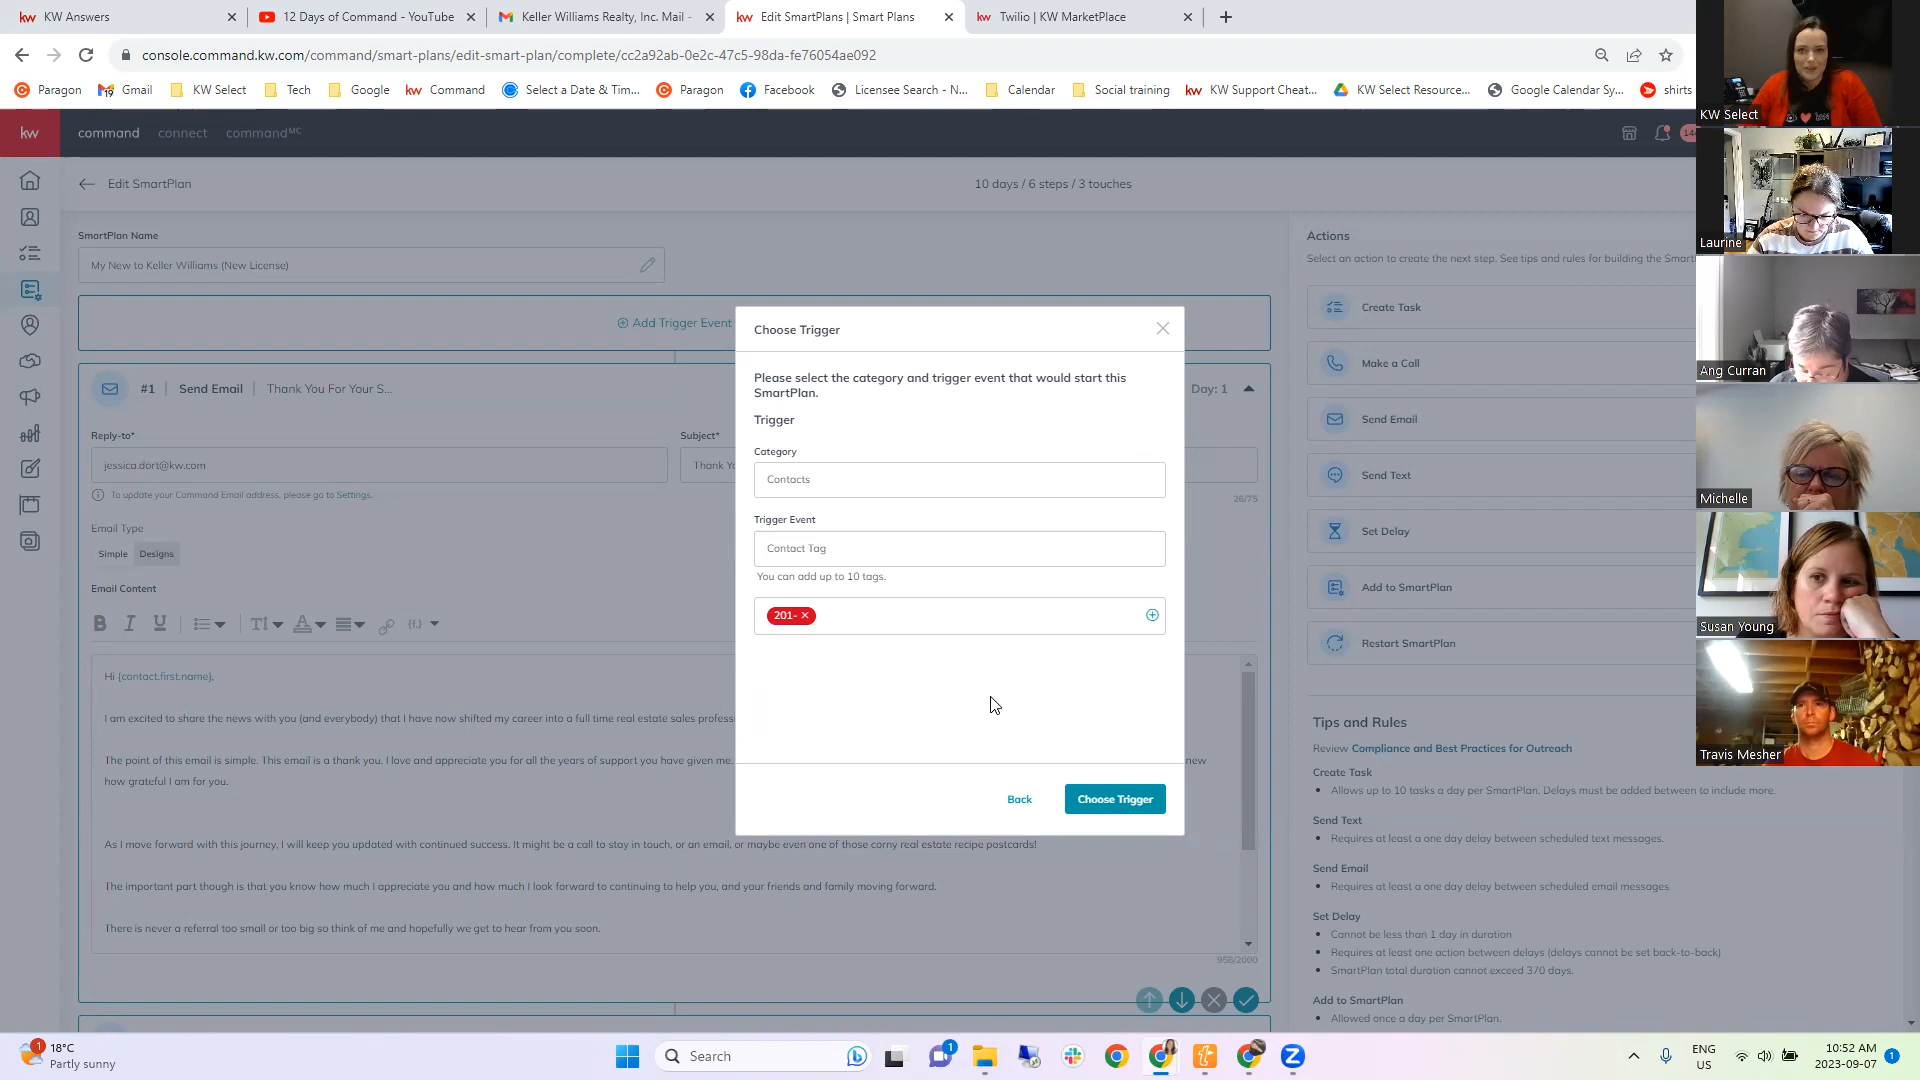 KW Answers
12 Days of Command - YouTube
Keller Williams Realty, Inc. Mail -
Edit SmartPlans | Smart Plans
Twilio | KW MarketPlace
console.command.kw.com/command/smart-plans/edit-smart-plan/complete/cc2a92ab-0e2c-47c5-98da-fe76054ae092
Paragon
Gmail
KW Select
Tech
Google
Command
Select a Date & Tim...
Paragon
Facebook
Licensee Search - N...
Calendar
Social training
KW Support Cheat...
KW Select Resource...
Google Calendar Sy...
shirts
kw
command
connect
commandMC
Edit SmartPlan
10 days / 6 steps / 3 touches
SmartPlan Name
My New to Keller Williams (New License)
Add Trigger Event
#1 | Send Email | Thank You For Your S...
Day: 1
Reply-to*
jessica.dort@kw.com
Subject*
Thank Yo
To update your Command Email address, please go to Settings.
26/75
Email Type
Simple
Designs
Email Content
Hi {contact.first.name},
I am excited to share the news with you (and everybody) that I have now shifted my career into a full time real estate sales profess
The point of this email is simple. This email is a thank you. I love and appreciate you for all the years of support you have given me.
new
how grateful I am for you.
As I move forward with this journey, I will keep you updated with continued success. It might be a call to stay in touch, or an email, or maybe even one of those corny real estate recipe postcards!
The important part though is that you know how much I appreciate you and how much I look forward to continuing to help you, and your friends and family moving forward.
There is never a referral too small or too big so think of me and hopefully we get to hear from you soon.
958/2000
Choose Trigger
Please select the category and trigger event that would start this
SmartPlan.
Trigger
Category
Contacts
Trigger Event
Contact Tag
You can add up to 10 tags.
201-
Back
Choose Trigger
Actions
Select an action to create the next step. See tips and rules for building the Smart
Create Task
Make a Call
Send Email
Send Text
Set Delay
Add to SmartPlan
Restart SmartPlan
Tips and Rules
Review Compliance and Best Practices for Outreach
Create Task
Allows up to 10 tasks a day per SmartPlan. Delays must be added between to include more.
Send Text
Requires at least a one day delay between scheduled text messages.
Send Email
Requires at least a one day delay between scheduled email messages
Set Delay
Cannot be less than 1 day in duration
Requires at least one action between delays (delays cannot be set back-to-back)
SmartPlan total duration cannot exceed 370 days.
Add to SmartPlan
Allowed once a day per SmartPlan.
KW Select
Laurine
Ang Curran
Michelle
Susan Young
Travis Mesher
1
18°C
Partly sunny
Search
1
ENG
US
10:52 AM
2023-09-07
1